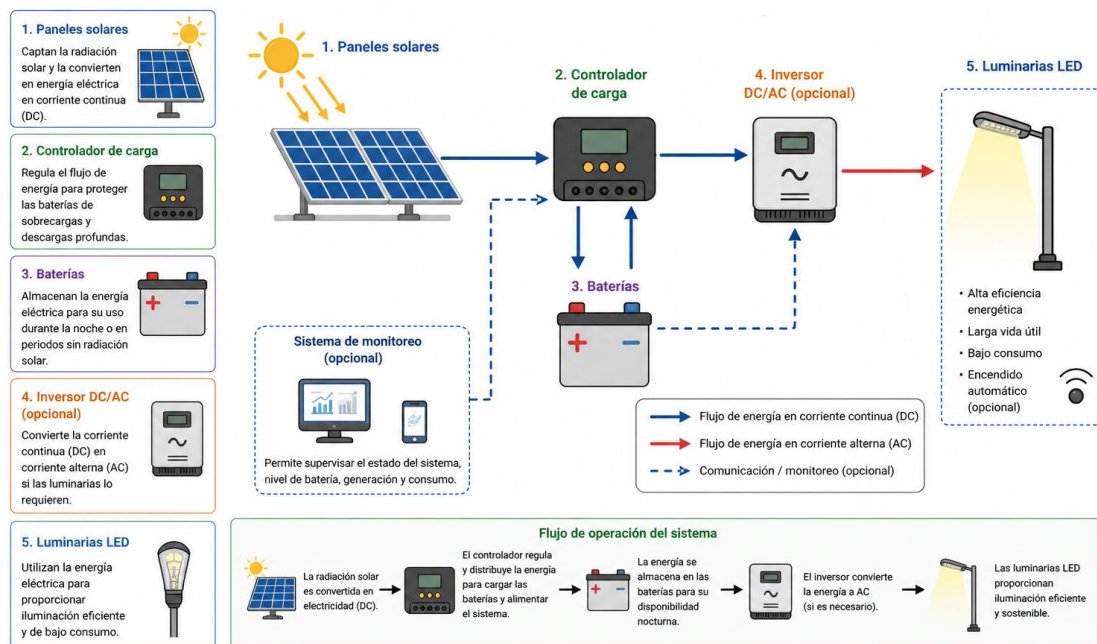 1. Paneles solares
Captan la radiación
solar y la convierten
en energía eléctrica
en corriente continua
(DC).
2. Controlador de carga
Regula el flujo de
energía para proteger
las baterías de
sobrecargas y
descargas profundas.
3. Baterías
Almacenan la energía
eléctrica para su uso
durante la noche o en
periodos sin radiación
solar.
4. Inversor DC/AC
(opcional)
Convierte la corriente
continua (DC) en
corriente alterna (AC)
si las luminarias lo
requieren.
5. Luminarias LED
Utilizan la energía
eléctrica para
proporcionar
iluminación eficiente
y de bajo consumo.
1. Paneles solares
2. Controlador
de carga
4. Inversor
DC/AC (opcional)
5. Luminarias LED
3. Baterías
+ −
Sistema de monitoreo
(opcional)
Permite supervisar el estado del sistema,
nivel de batería, generación y consumo.
• Alta eficiencia
energética
• Larga vida útil
• Bajo consumo
• Encendido
automático
(opcional)
Flujo de energía en corriente continua (DC)
Flujo de energía en corriente alterna (AC)
Comunicación / monitoreo (opcional)
Flujo de operación del sistema
La radiación solar
es convertida en
electricidad (DC).
El controlador regula
y distribuye la energía
para cargar las
baterías y alimentar
el sistema.
La energía se
almacena en las
baterías para su
disponibilidad
nocturna.
El inversor convierte
la energía a AC
(si es necesario).
Las luminarias LED
proporcionan
iluminación eficiente
y sostenible.